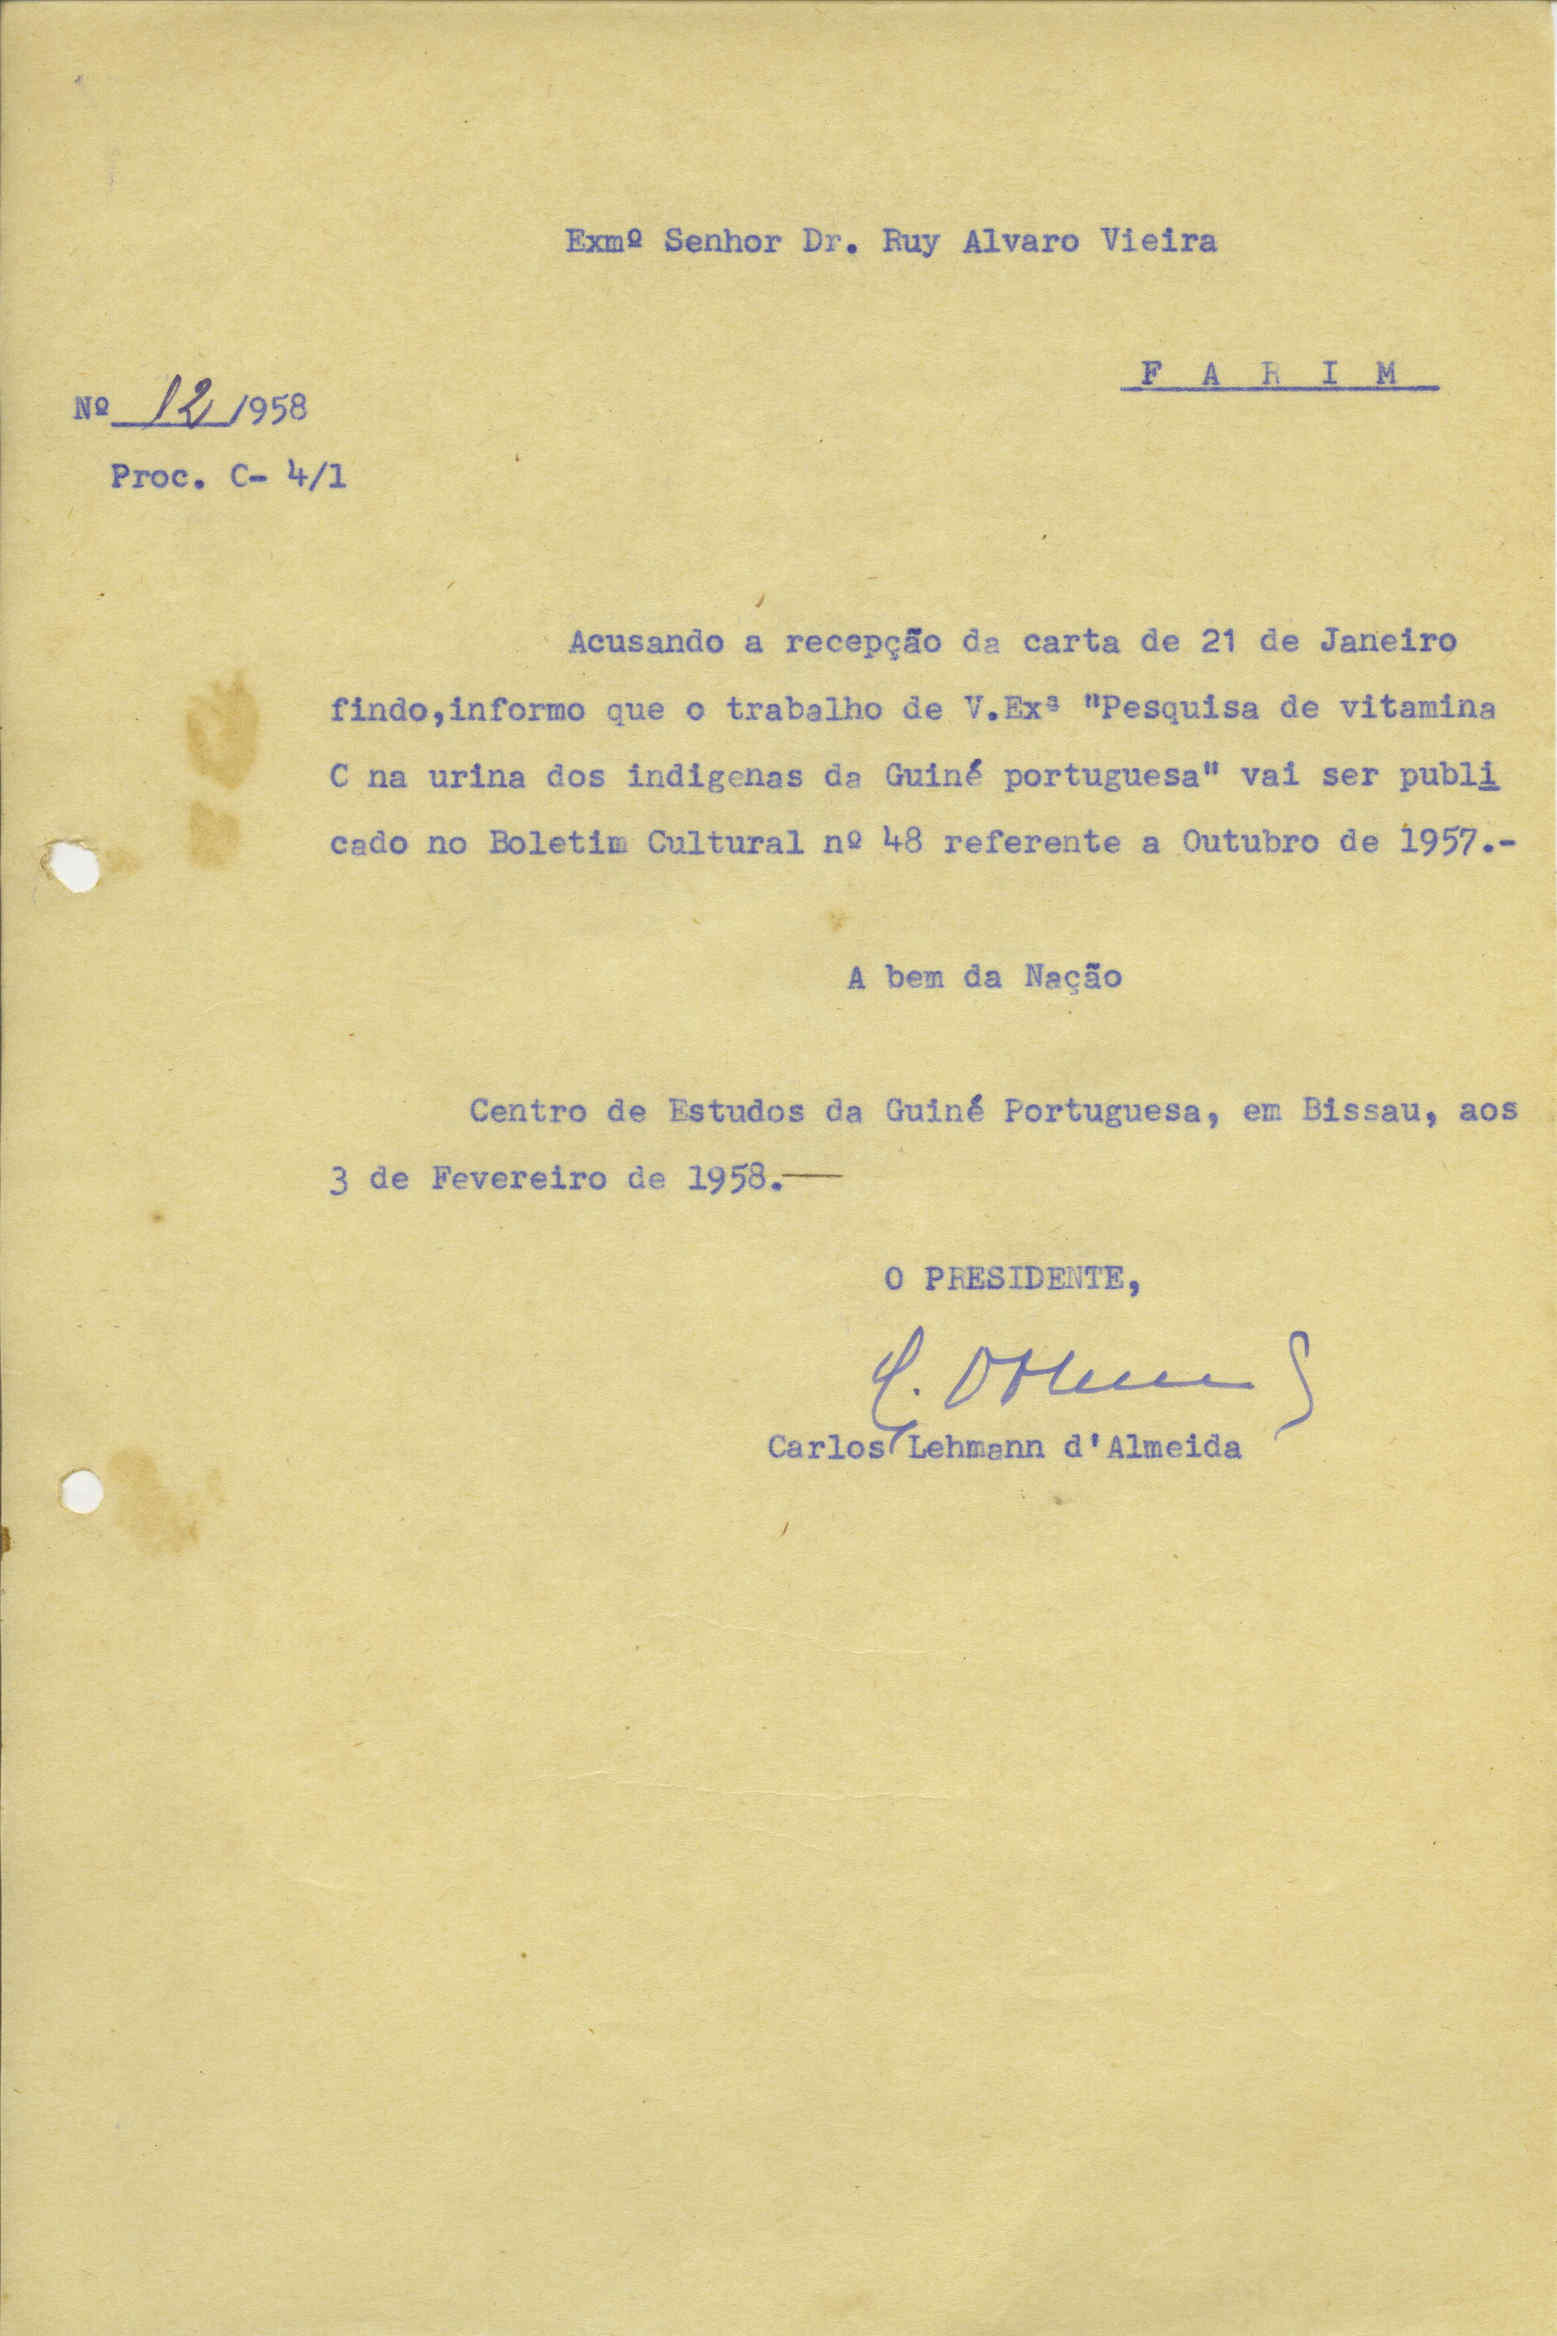 Exmº Senhor Dr. Ruy Alvaro Vieira
F A R I M
Nº 12/1958
Proc. C- 4/1
Acusando a recepção da carta de 21 de Janeiro
findo,informo que o trabalho de V.Exª "Pesquisa de vitamina
C na urina dos indigenas da Guiné portuguesa" vai ser publi
cado no Boletim Cultural nº 48 referente a Outubro de 1957.-
A bem da Nação
Centro de Estudos da Guiné Portuguesa, em Bissau, aos
3 de Fevereiro de 1958.—
O PRESIDENTE,
Carlos Lehmann d'Almeida